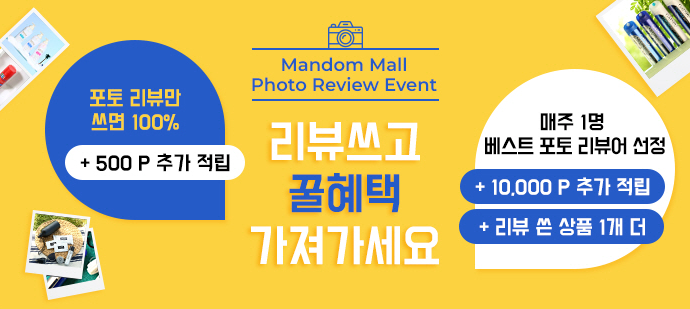 Mandom Mall
Photo Review Event
포토 리뷰만
쓰면 100%
+ 500 P 추가 적립
리뷰쓰고
꿀혜택
가져가세요
매주 1명
베스트 포토 리뷰어 선정
+ 10,000 P 추가 적립
+ 리뷰 쓴 상품 1개 더